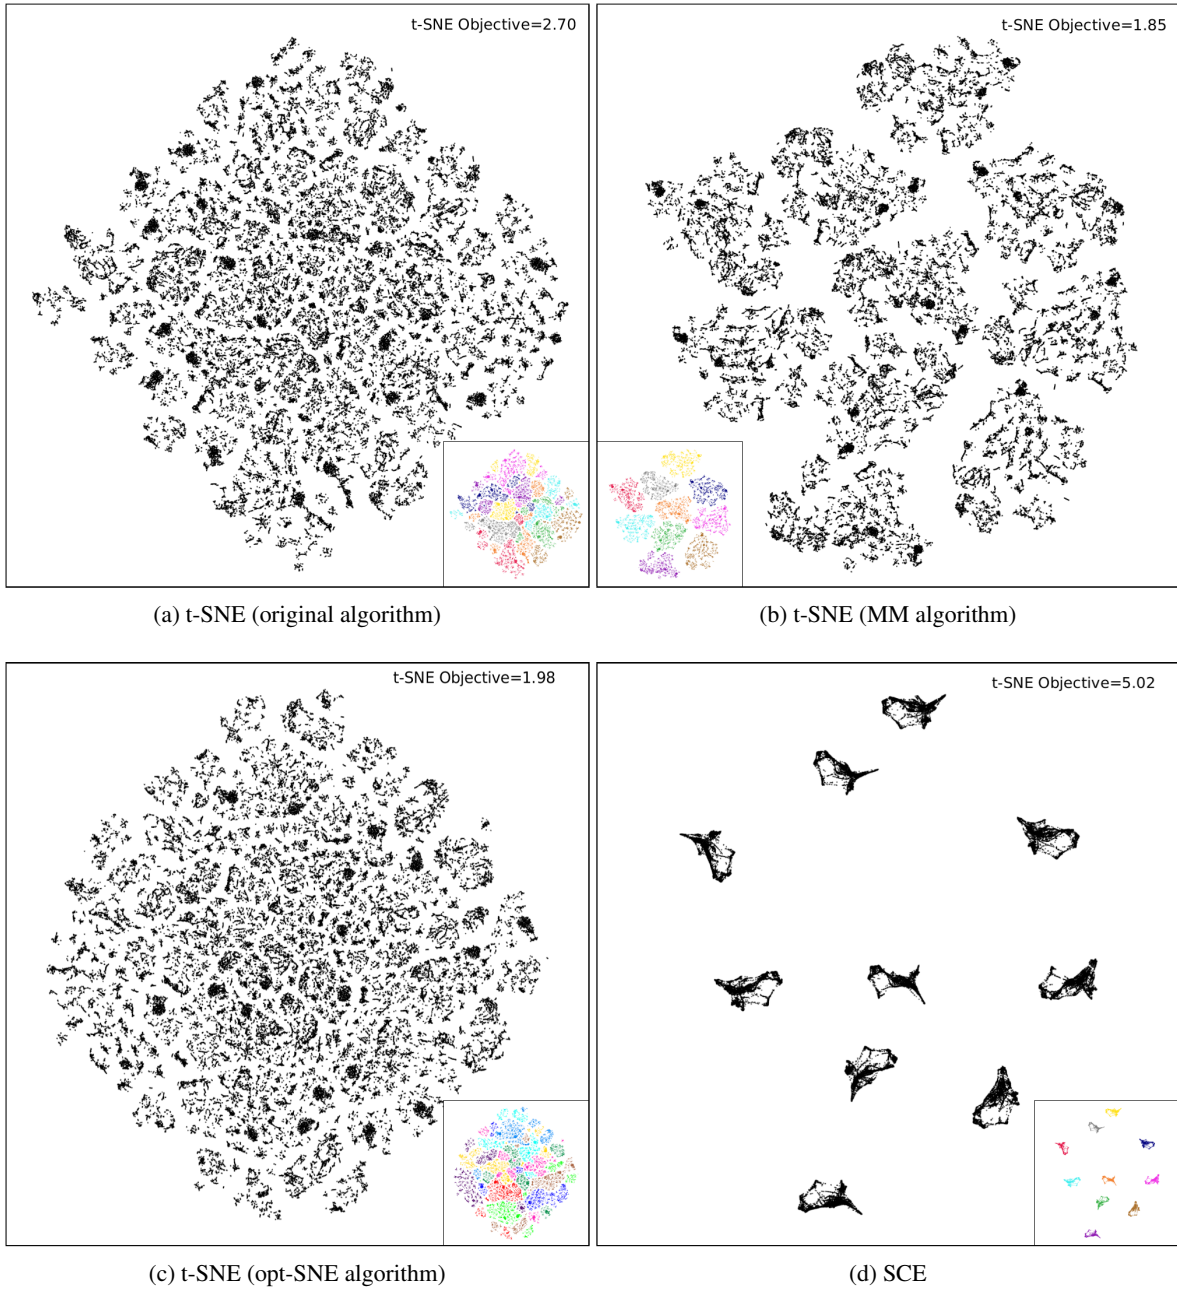 t-SNE Objective=2.70
t-SNE Objective=1.85
(a) t-SNE (original algorithm)
(b) t-SNE (MM algorithm)
t-SNE Objective=1.98
t-SNE Objective=5.02
(c) t-SNE (opt-SNE algorithm)
(d) SCE